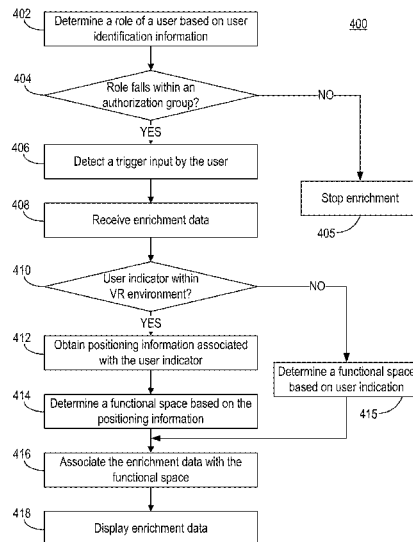 402
Determine a role of a user based on user
identification information
400
404
Role falls within an
authorization group?
NO
YES
406
Detect a trigger input by the user
Stop enrichment
405
408
Receive enrichment data
410
User indicator within
VR environment?
NO
YES
412
Obtain positioning information associated
with the user indicator
Determine a functional space
based on user indication
415
414
Determine a functional space based on the
positioning information
416
Associate the enrichment data with the
functional space
418
Display enrichment data